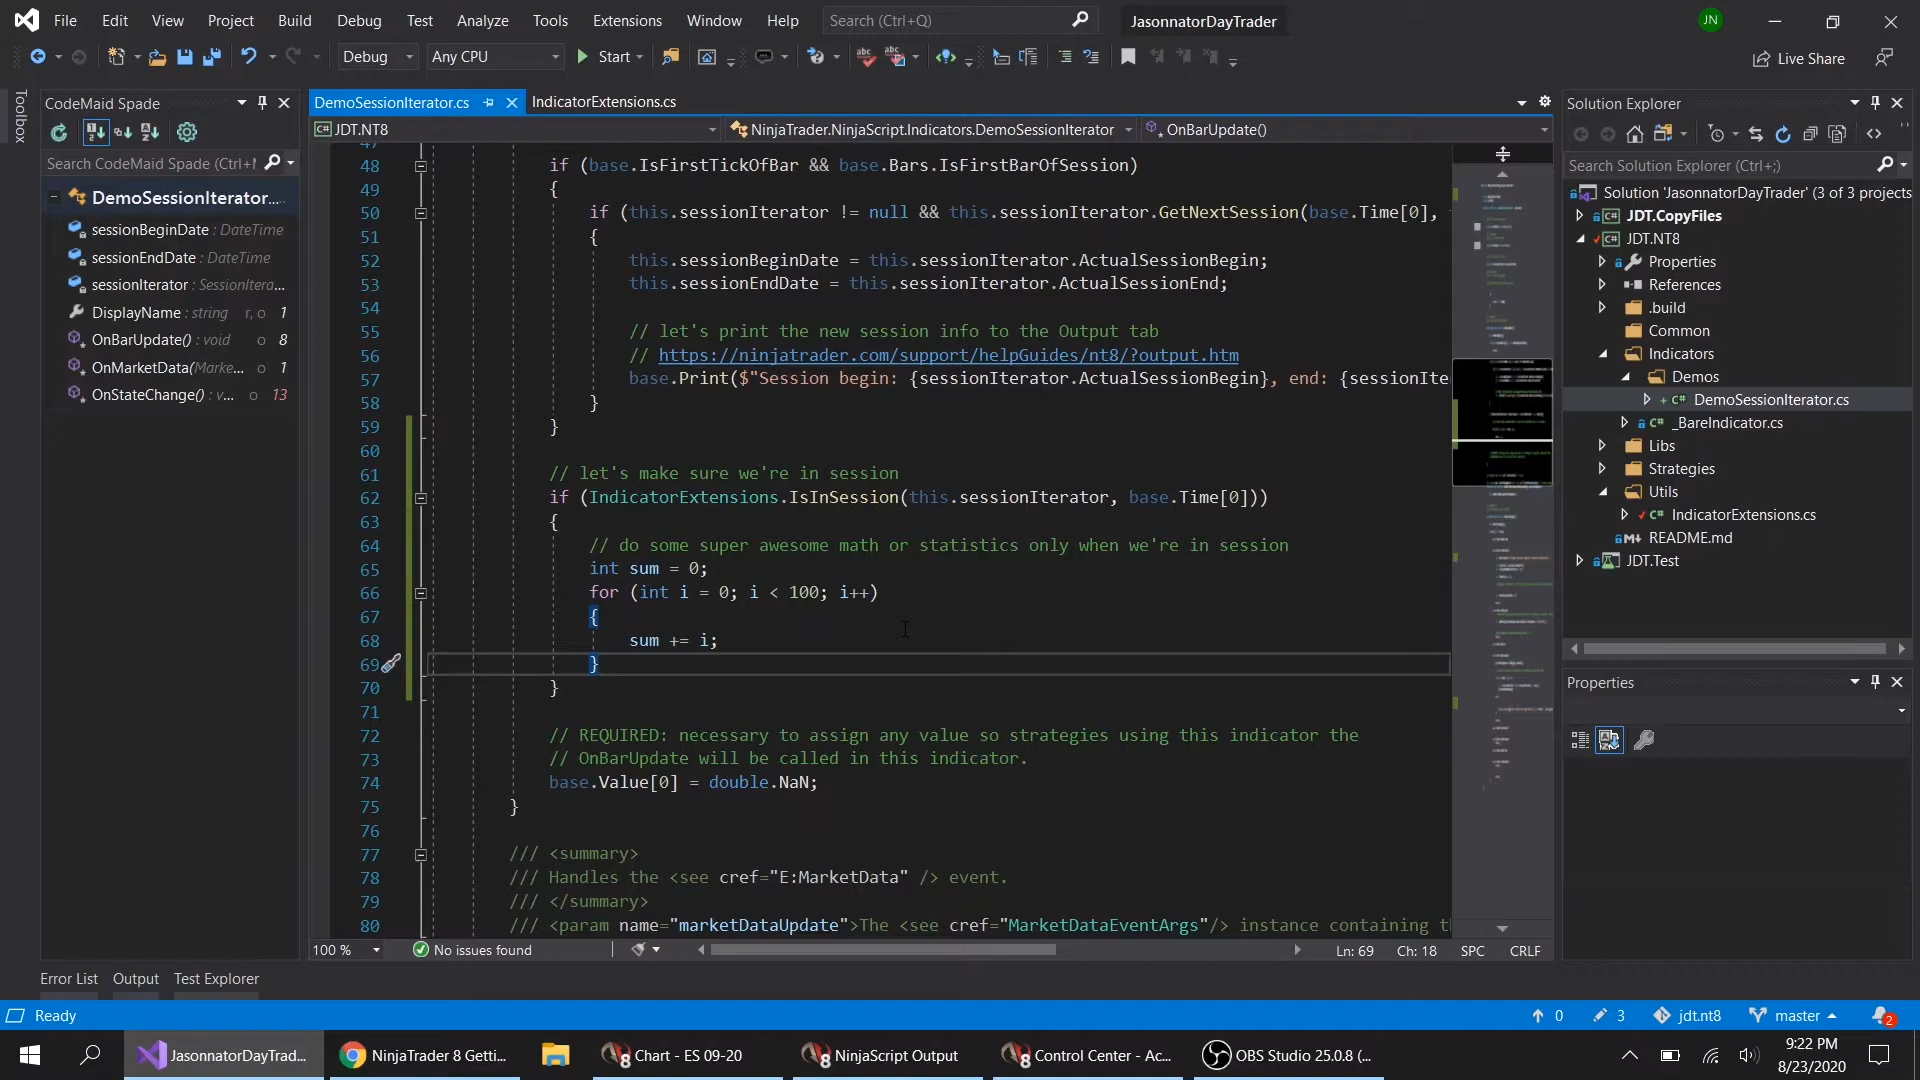 File Edit View Project Build Debug Test Analyze Tools Extensions Window Help Search (Ctrl+Q) JasonnatorDayTrader JN
Debug Any CPU Start Live Share
Toolbox
CodeMaid Spade
Search CodeMaid Spade (Ctrl+M
DemoSessionIterator....
sessionBeginDate : DateTime
sessionEndDate : DateTime
sessionIterator : SessionItera...
DisplayName : string r, o 1
OnBarUpdate() : void o 8
OnMarketData(Marke... o 1
OnStateChange() : v... o 13
DemoSessionIterator.cs IndicatorExtensions.cs
JDT.NT8 NinjaTrader.NinjaScript.Indicators.DemoSessionIterator OnBarUpdate()
47
48 if (base.IsFirstTickOfBar && base.Bars.IsFirstBarOfSession)
49 {
50 if (this.sessionIterator != null && this.sessionIterator.GetNextSession(base.Time[0],
51 {
52 this.sessionBeginDate = this.sessionIterator.ActualSessionBegin;
53 this.sessionEndDate = this.sessionIterator.ActualSessionEnd;
54
55 // let's print the new session info to the Output tab
56 // https://ninjatrader.com/support/helpGuides/nt8/?output.htm
57 base.Print($"Session begin: {sessionIterator.ActualSessionBegin}, end: {sessionIte
58 }
59 }
60
61 // let's make sure we're in session
62 if (IndicatorExtensions.IsInSession(this.sessionIterator, base.Time[0]))
63 {
64 // do some super awesome math or statistics only when we're in session
65 int sum = 0;
66 for (int i = 0; i < 100; i++)
67 {
68 sum += i;
69 }
70 }
71
72 // REQUIRED: necessary to assign any value so strategies using this indicator the
73 // OnBarUpdate will be called in this indicator.
74 base.Value[0] = double.NaN;
75 }
76
77 /// <summary>
78 /// Handles the <see cref="E:MarketData" /> event.
79 /// </summary>
80 /// <param name="marketDataUpdate">The <see cref="MarketDataEventArgs"/> instance containing th
100 % No issues found Ln: 69 Ch: 18 SPC CRLF
Solution Explorer
Search Solution Explorer (Ctrl+;)
Solution 'JasonnatorDayTrader' (3 of 3 projects
JDT.CopyFiles
JDT.NT8
Properties
References
.build
Common
Indicators
Demos
DemoSessionIterator.cs
_BareIndicator.cs
Libs
Strategies
Utils
IndicatorExtensions.cs
README.md
JDT.Test
Properties
Error List Output Test Explorer
Ready 0 3 jdt.nt8 master 2
JasonnatorDayTrad... NinjaTrader 8 Getti... Chart - ES 09-20 NinjaScript Output Control Center - Ac... OBS Studio 25.0.8 (...
9:22 PM
8/23/2020